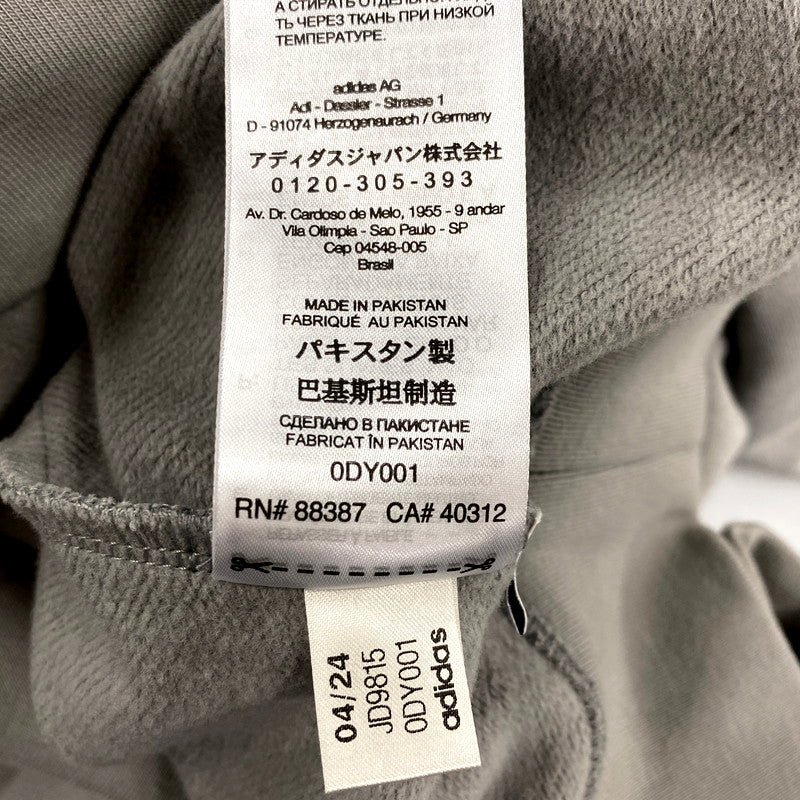 А СТИРАТЬ ОТДЕЛЬНО
ТЬ ЧЕРЕЗ ТКАНЬ ПРИ НИЗКОЙ
ТЕМПЕРАТУРЕ.
adidas AG
Adi - Dassler - Strasse 1
D - 91074 Herzogenaurach / Germany
アディダスジャパン株式会社
0120-305-393
Av. Dr. Cardoso de Melo, 1955 - 9 andar
Vila Olimpia - Sao Paulo - SP
Cep 04548-005
Brasil
MADE IN PAKISTAN
FABRIQUÉ AU PAKISTAN
パキスタン製
巴基斯坦制造
СДЕЛАНО В ПАКИСТАНЕ
FABRICAT ÎN PAKISTAN
0DY001
RN# 88387 CA# 40312
04/24
JD9815
0DY001
adidas